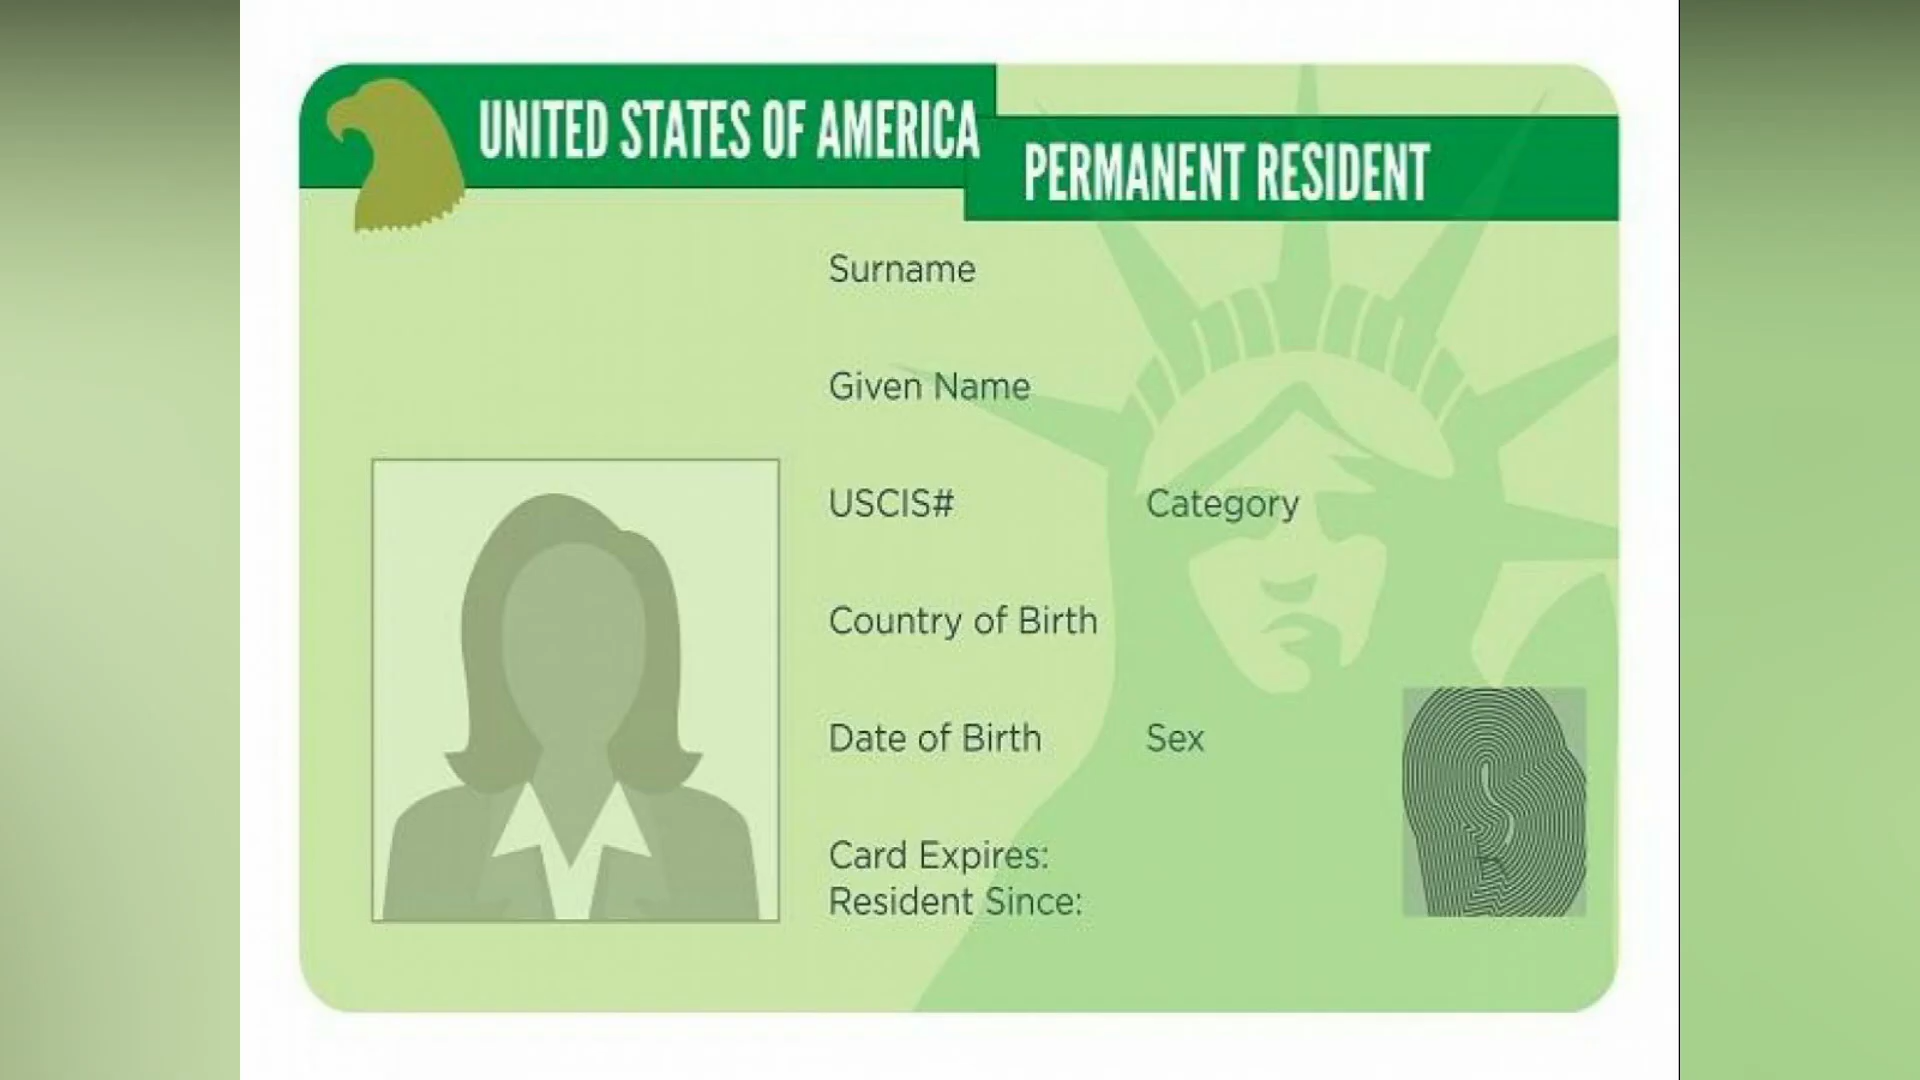 UNITED STATES OF AMERICA
PERMANENT RESIDENT
Surname
Given Name
USCIS# Category
Country of Birth
Date of Birth Sex
Card Expires:
Resident Since: